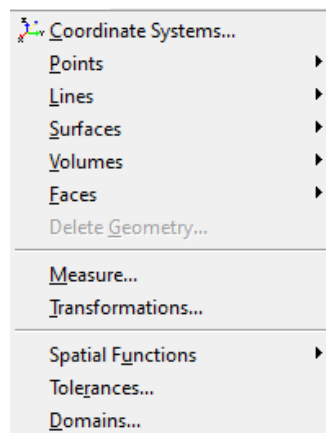 Coordinate Systems...
Points
Lines
Surfaces
Volumes
Faces
Delete Geometry...
Measure...
Transformations...
Spatial Functions
Tolerances...
Domains...